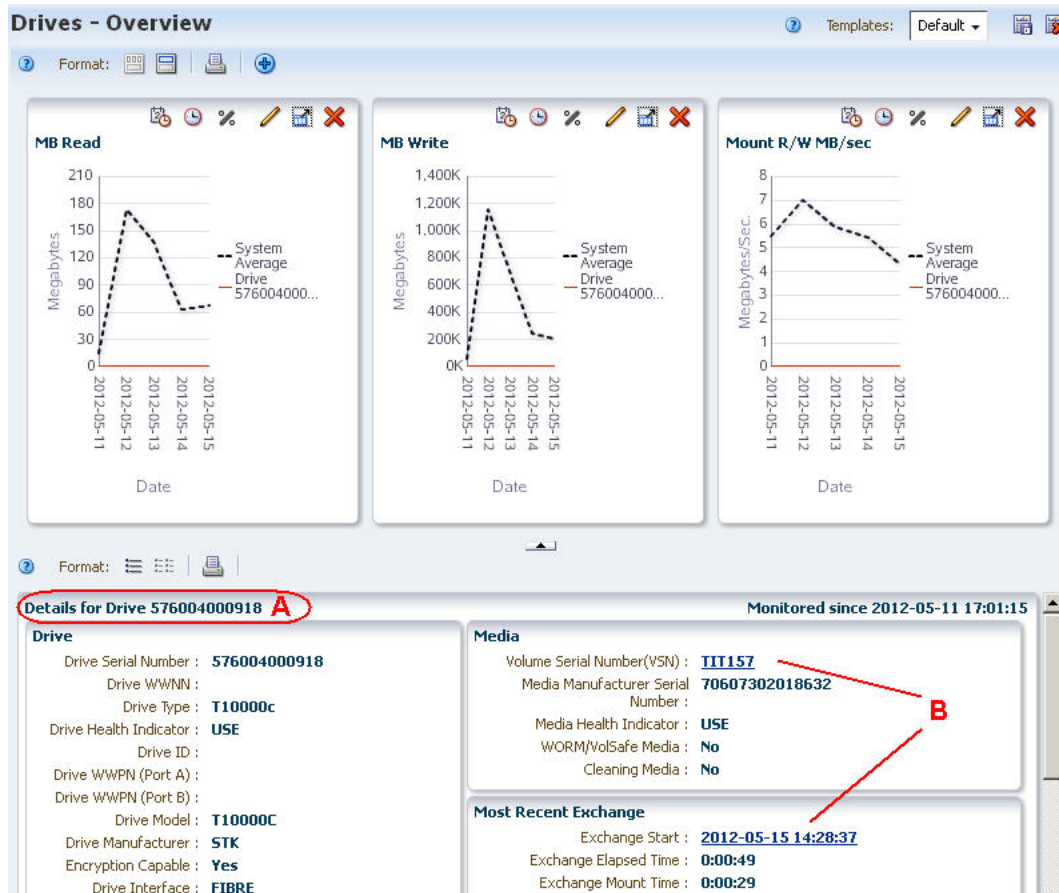 Drives - Overview
Templates: Default
Format:
MB Read
210
180
150
120
90
60
30
0
Megabytes
2012-05-11
2012-05-12
2012-05-13
2012-05-14
2012-05-15
Date
System Average
Drive 576004000...
MB Write
1,400K
1,200K
1,000K
800K
600K
400K
200K
0K
Megabytes
2012-05-11
2012-05-12
2012-05-13
2012-05-14
2012-05-15
Date
System Average
Drive 576004000...
Mount R/W MB/sec
8
7
6
5
4
3
2
1
0
Megabytes/Sec.
2012-05-11
2012-05-12
2012-05-13
2012-05-14
2012-05-15
Date
System Average
Drive 576004000...
Format:
Details for Drive 576004000918 A
Monitored since 2012-05-11 17:01:15
Drive
Drive Serial Number : 576004000918
Drive WWNN :
Drive Type : T10000c
Drive Health Indicator : USE
Drive ID :
Drive WWPN (Port A) :
Drive WWPN (Port B) :
Drive Model : T10000C
Drive Manufacturer : STK
Encryption Capable : Yes
Drive Interface : FIBRE
Media
Volume Serial Number(VSN) : TIT157
Media Manufacturer Serial Number : 70607302018632
Media Health Indicator : USE
WORM/VolSafe Media : No
Cleaning Media : No
B
Most Recent Exchange
Exchange Start : 2012-05-15 14:28:37
Exchange Elapsed Time : 0:00:49
Exchange Mount Time : 0:00:29